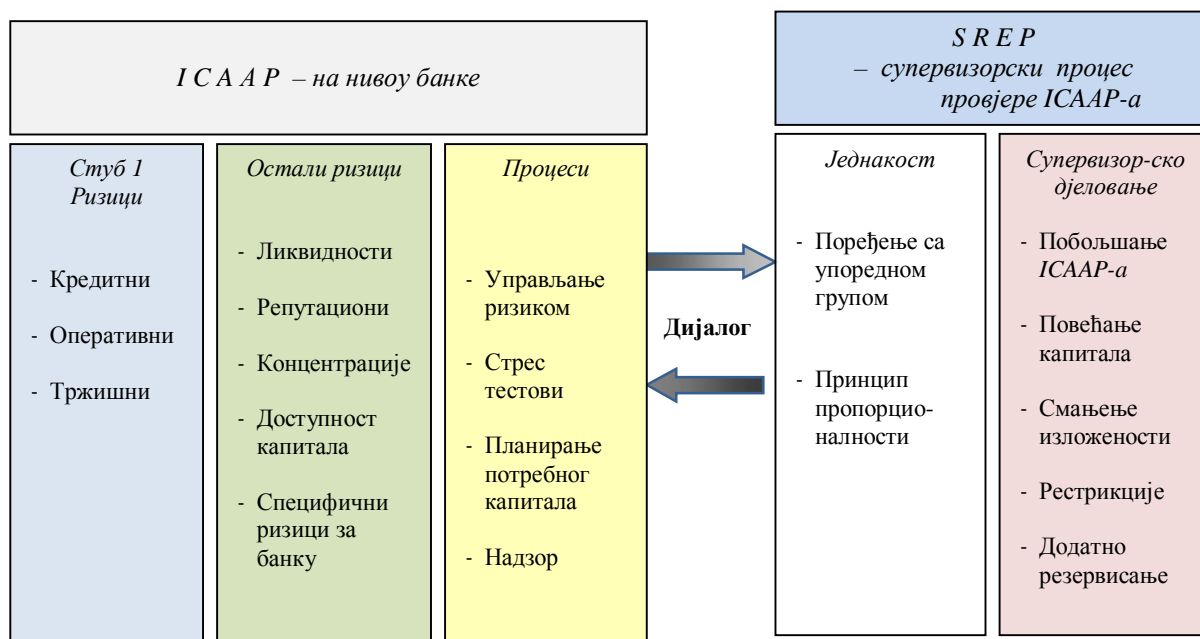 I C A A P – на нивоу банке
S R E P
– супервизорски процес
провјере ICAAP-а
Стуб 1
Ризици
- Кредитни
- Оперативни
- Тржишни
Остали ризици
- Ликвидности
- Репутациони
- Концентрације
- Доступност
капитала
- Специфични
ризици за
банку
Процеси
- Управљање
ризиком
- Стрес
тестови
- Планирање
потребног
капитала
- Надзор
Дијалог
Једнакост
- Поређење са
упоредном
групом
- Принцип
пропорцио-
налности
Супервизор-ско
дјеловање
- Побољшање
ICAAP-а
- Повећање
капитала
- Смањење
изложености
- Рестрикције
- Додатно
резервисање